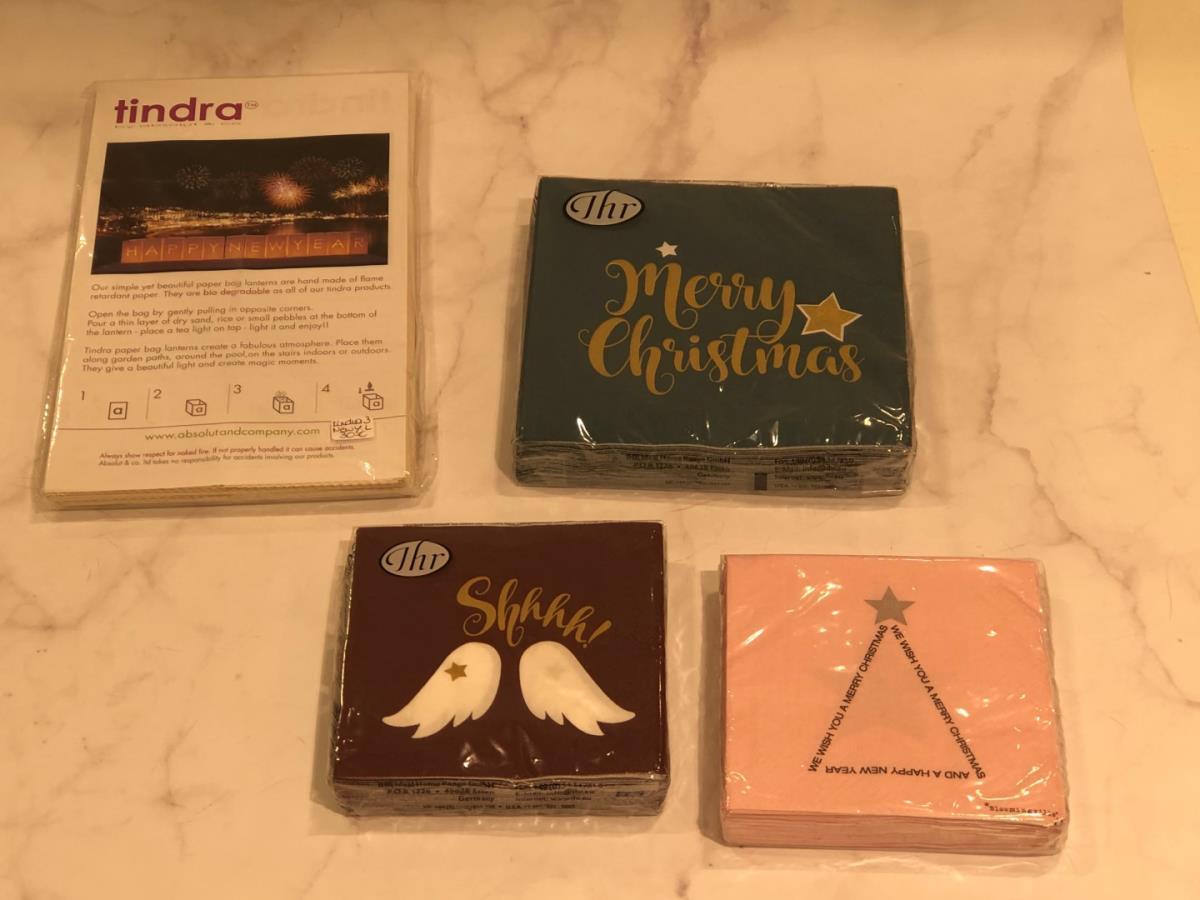 tindra™
by absolut & co
HAPPY NEW YEAR
Our simple yet beautiful paper bag lanterns are hand made of flame
retardant paper. They are bio degradable as all of our tindra products.
Open the bag by gently pulling in opposite corners.
Pour a thin layer of dry sand, rice or small pebbles at the bottom of
the lantern - place a tea light on top - light it and enjoy!!
Tindra paper bag lanterns create a fabulous atmosphere. Place them
along garden paths, around the pool,on the stairs indoors or outdoors.
They give a beautiful light and create magic moments.
1 a 2 a 3 a 4 a
www.absolutandcompany.com
Always show respect for naked fire. If not properly handled it can cause accidents.
Absolut & co. ltd takes no responsibility for accidents involving our products.
Ihr
Merry
Christmas
Germany
Ihr
Shhhh!
Germany
WE WISH YOU A MERRY CHRISTMAS
WE WISH YOU A MERRY CHRISTMAS
AND A HAPPY NEW YEAR
Bloomingville